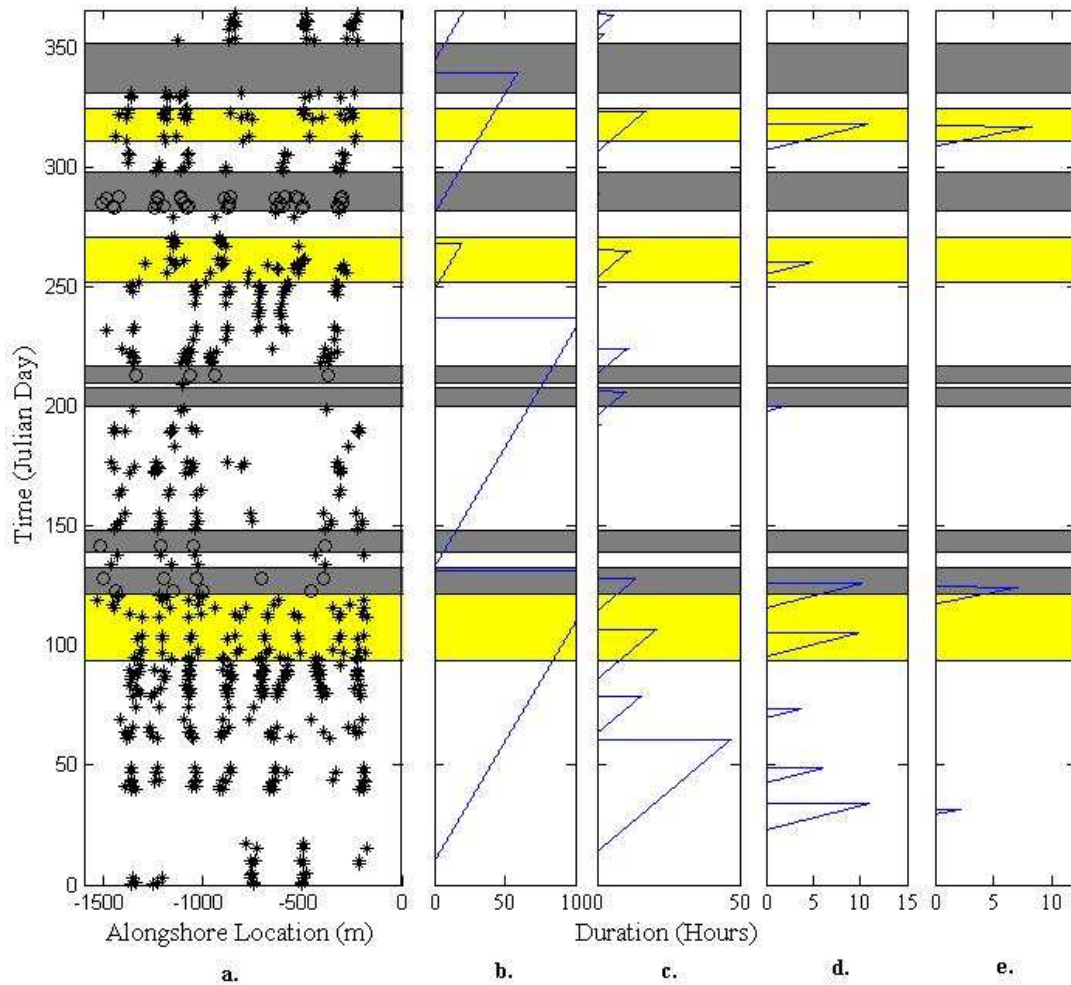 350
300
250
200
150
100
50
0
Time (Julian Day)
-1500 -1000 -500 0
0 50 100
0 50
0 5 10 15
0 5 10
Alongshore Location (m)
Duration (Hours)
a. b. c. d. e.